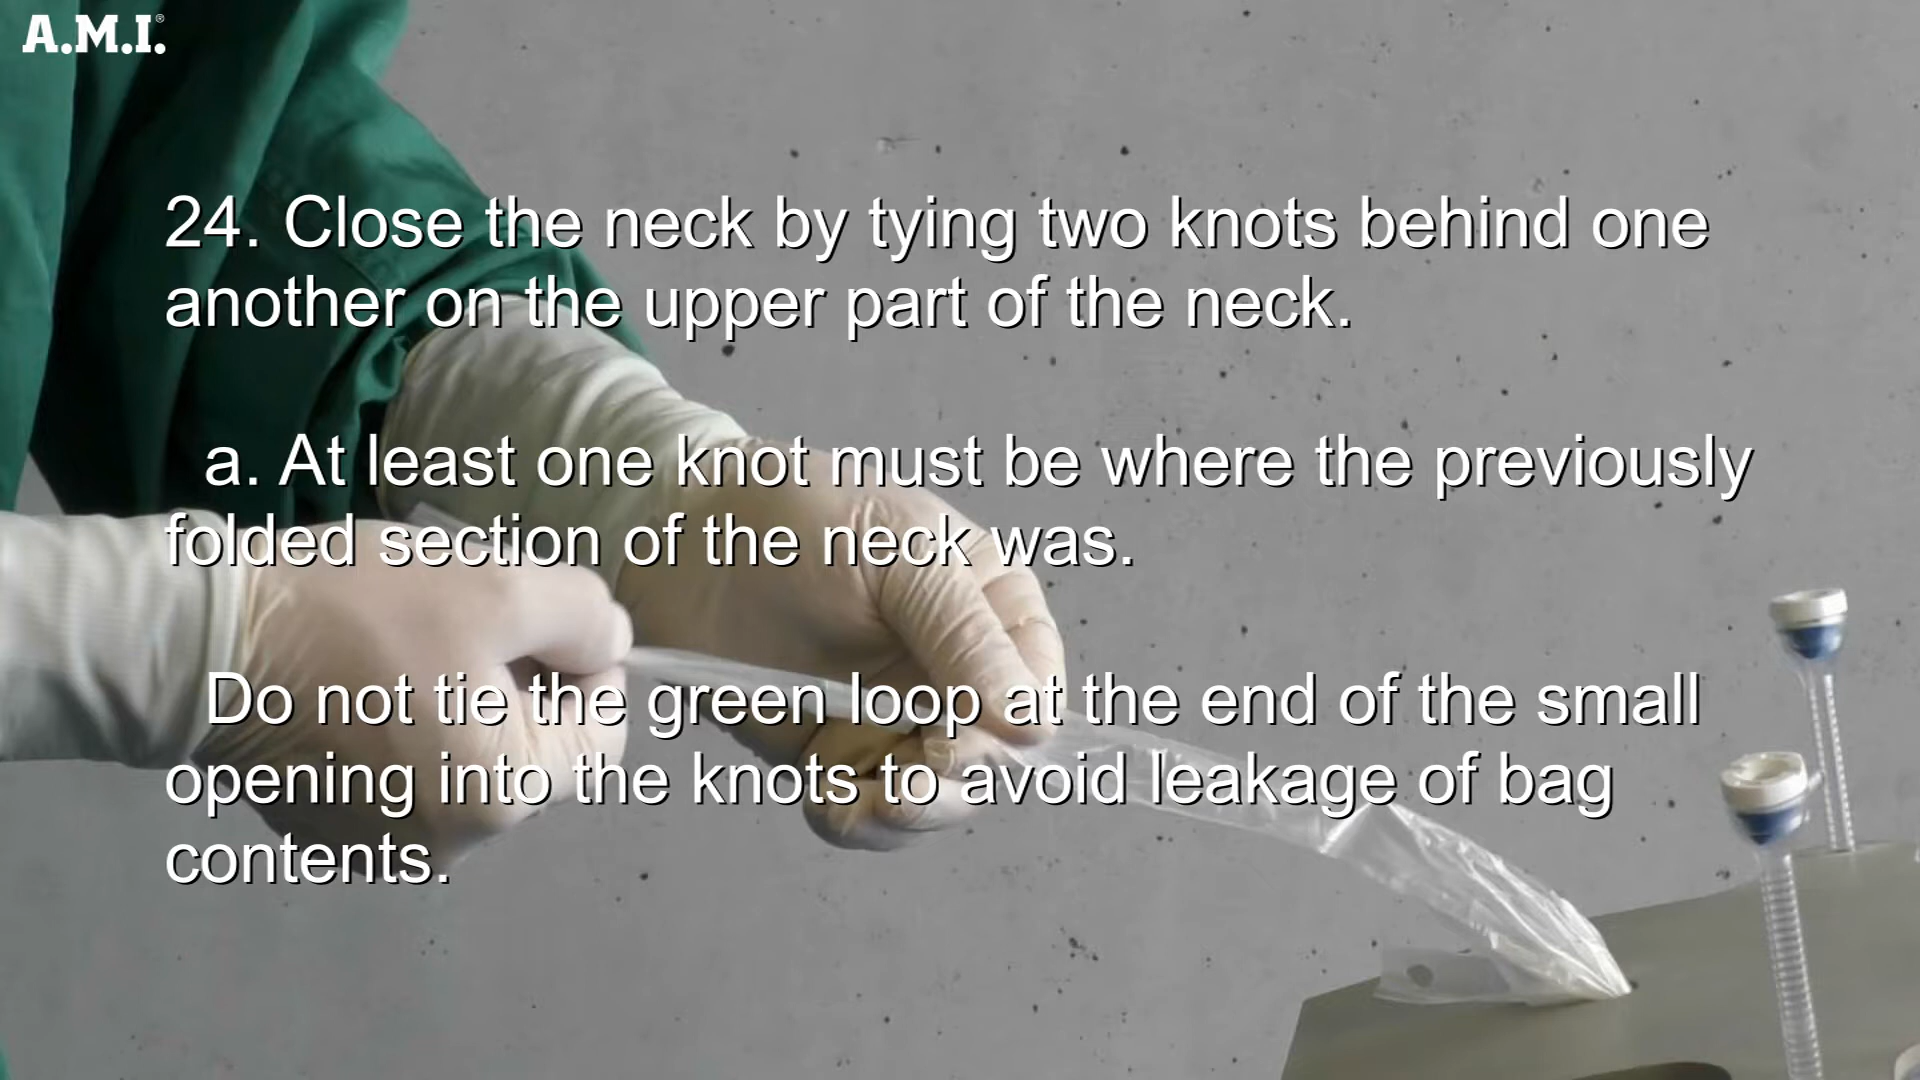 A.M.I.®
24. Close the neck by tying two knots behind one
another on the upper part of the neck.
a. At least one knot must be where the previously
folded section of the neck was.
Do not tie the green loop at the end of the small
opening into the knots to avoid leakage of bag
contents.